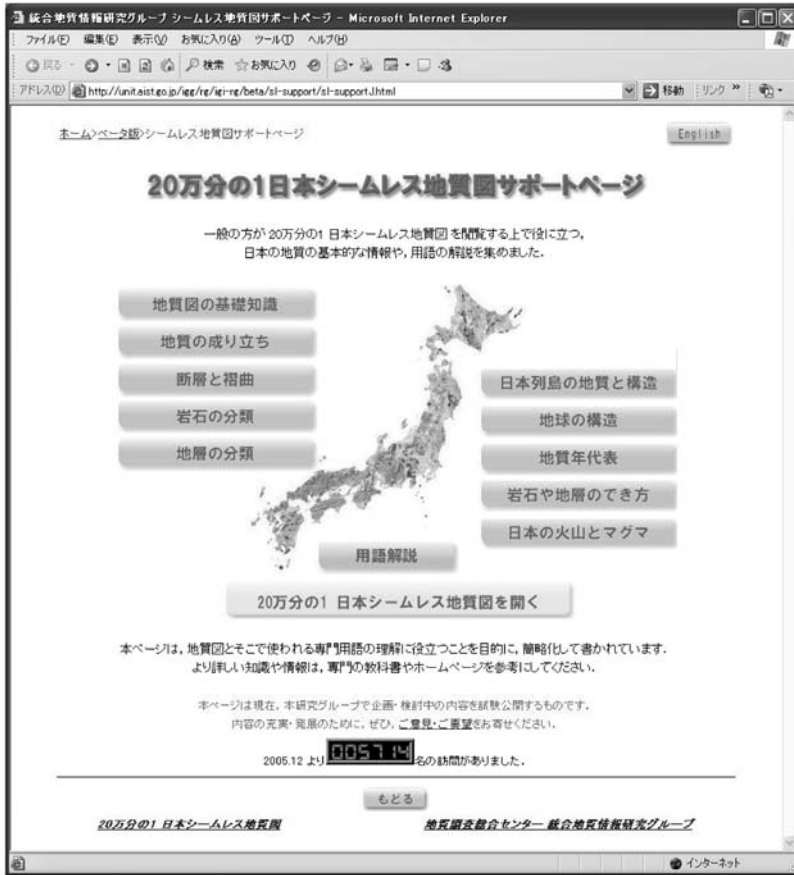 統合地質情報研究グループ シームレス地質図サポートページ - Microsoft Internet Explorer
ファイル(F) 編集(E) 表示(V) お気に入り(A) ツール(T) ヘルプ(H)
戻る 検索 お気に入り
アドレス(D) http://unit.aist.go.jp/igg/rg/igi-rg/beta/sl-support/sl-supportJ.html 移動 リンク »
ホーム>ベータ版>シームレス地質図サポートページ
English
20万分の1日本シームレス地質図サポートページ
一般の方が 20万分の1 日本シームレス地質図 を閲覧する上で役に立つ,
日本の地質の基本的な情報や, 用語の解説を集めました.
地質図の基礎知識
地質の成り立ち
断層と褶曲
岩石の分類
地層の分類
日本列島の地質と構造
地球の構造
地質年代表
岩石や地層のでき方
日本の火山とマグマ
用語解説
20万分の1 日本シームレス地質図を開く
本ページは, 地質図とそこで使われる専門用語の理解に役立つことを目的に, 簡略化して書かれています.
より詳しい知識や情報は, 専門の教科書やホームページを参考にしてください.
本ページは現在, 本研究グループで企画・検討中の内容を試験公開するものです.
内容の充実・発展のために, ぜひ, ご意見・ご要望をお寄せください.
2005.12 より 005714 名の訪問がありました.
もどる
20万分の1 日本シームレス地質図 地質調査総合センター 統合地質情報研究グループ
インターネット